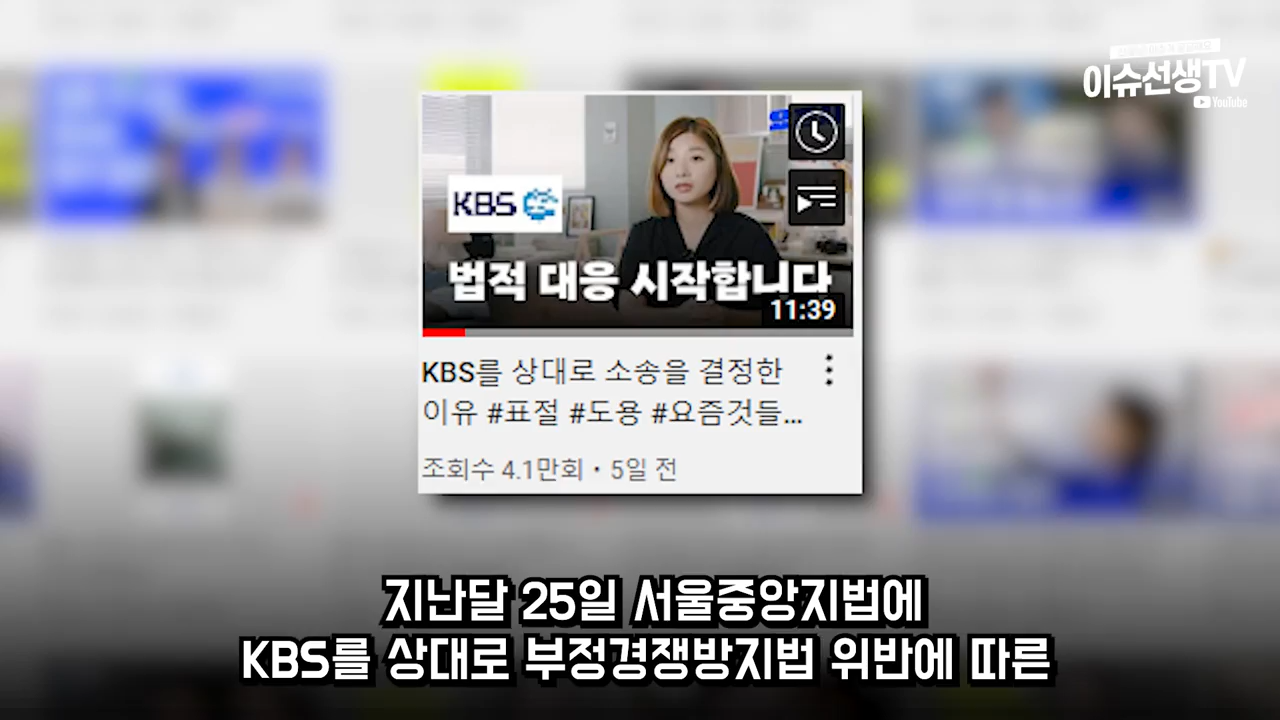 이슈선생TV
YouTube
KBS
법적 대응 시작합니다
11:39
KBS를 상대로 소송을 결정한
이유 #표절 #도용 #요즘것들...
조회수 4.1만회 • 5일 전
지난달 25일 서울중앙지법에
KBS를 상대로 부정경쟁방지법 위반에 따른